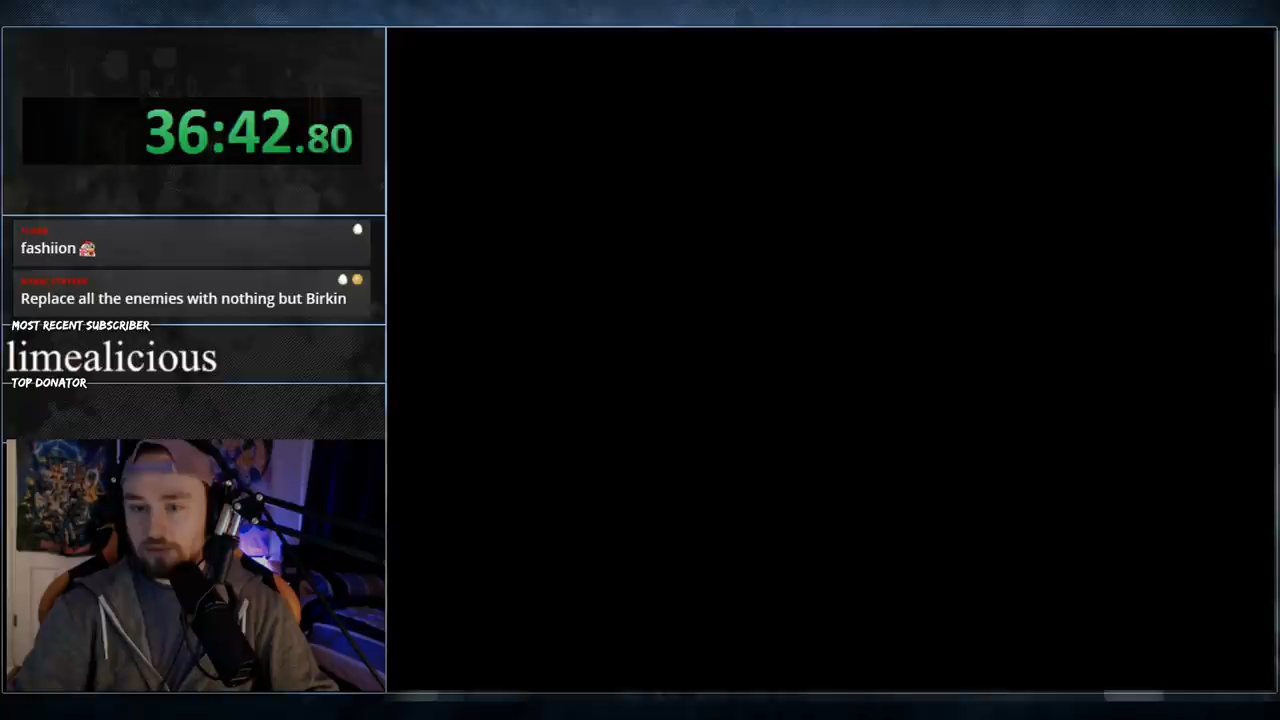 36:42.80
fashiion
Replace all the enemies with nothing but Birkin
MOST RECENT SUBSCRIBER
limealicious
TOP DONATOR